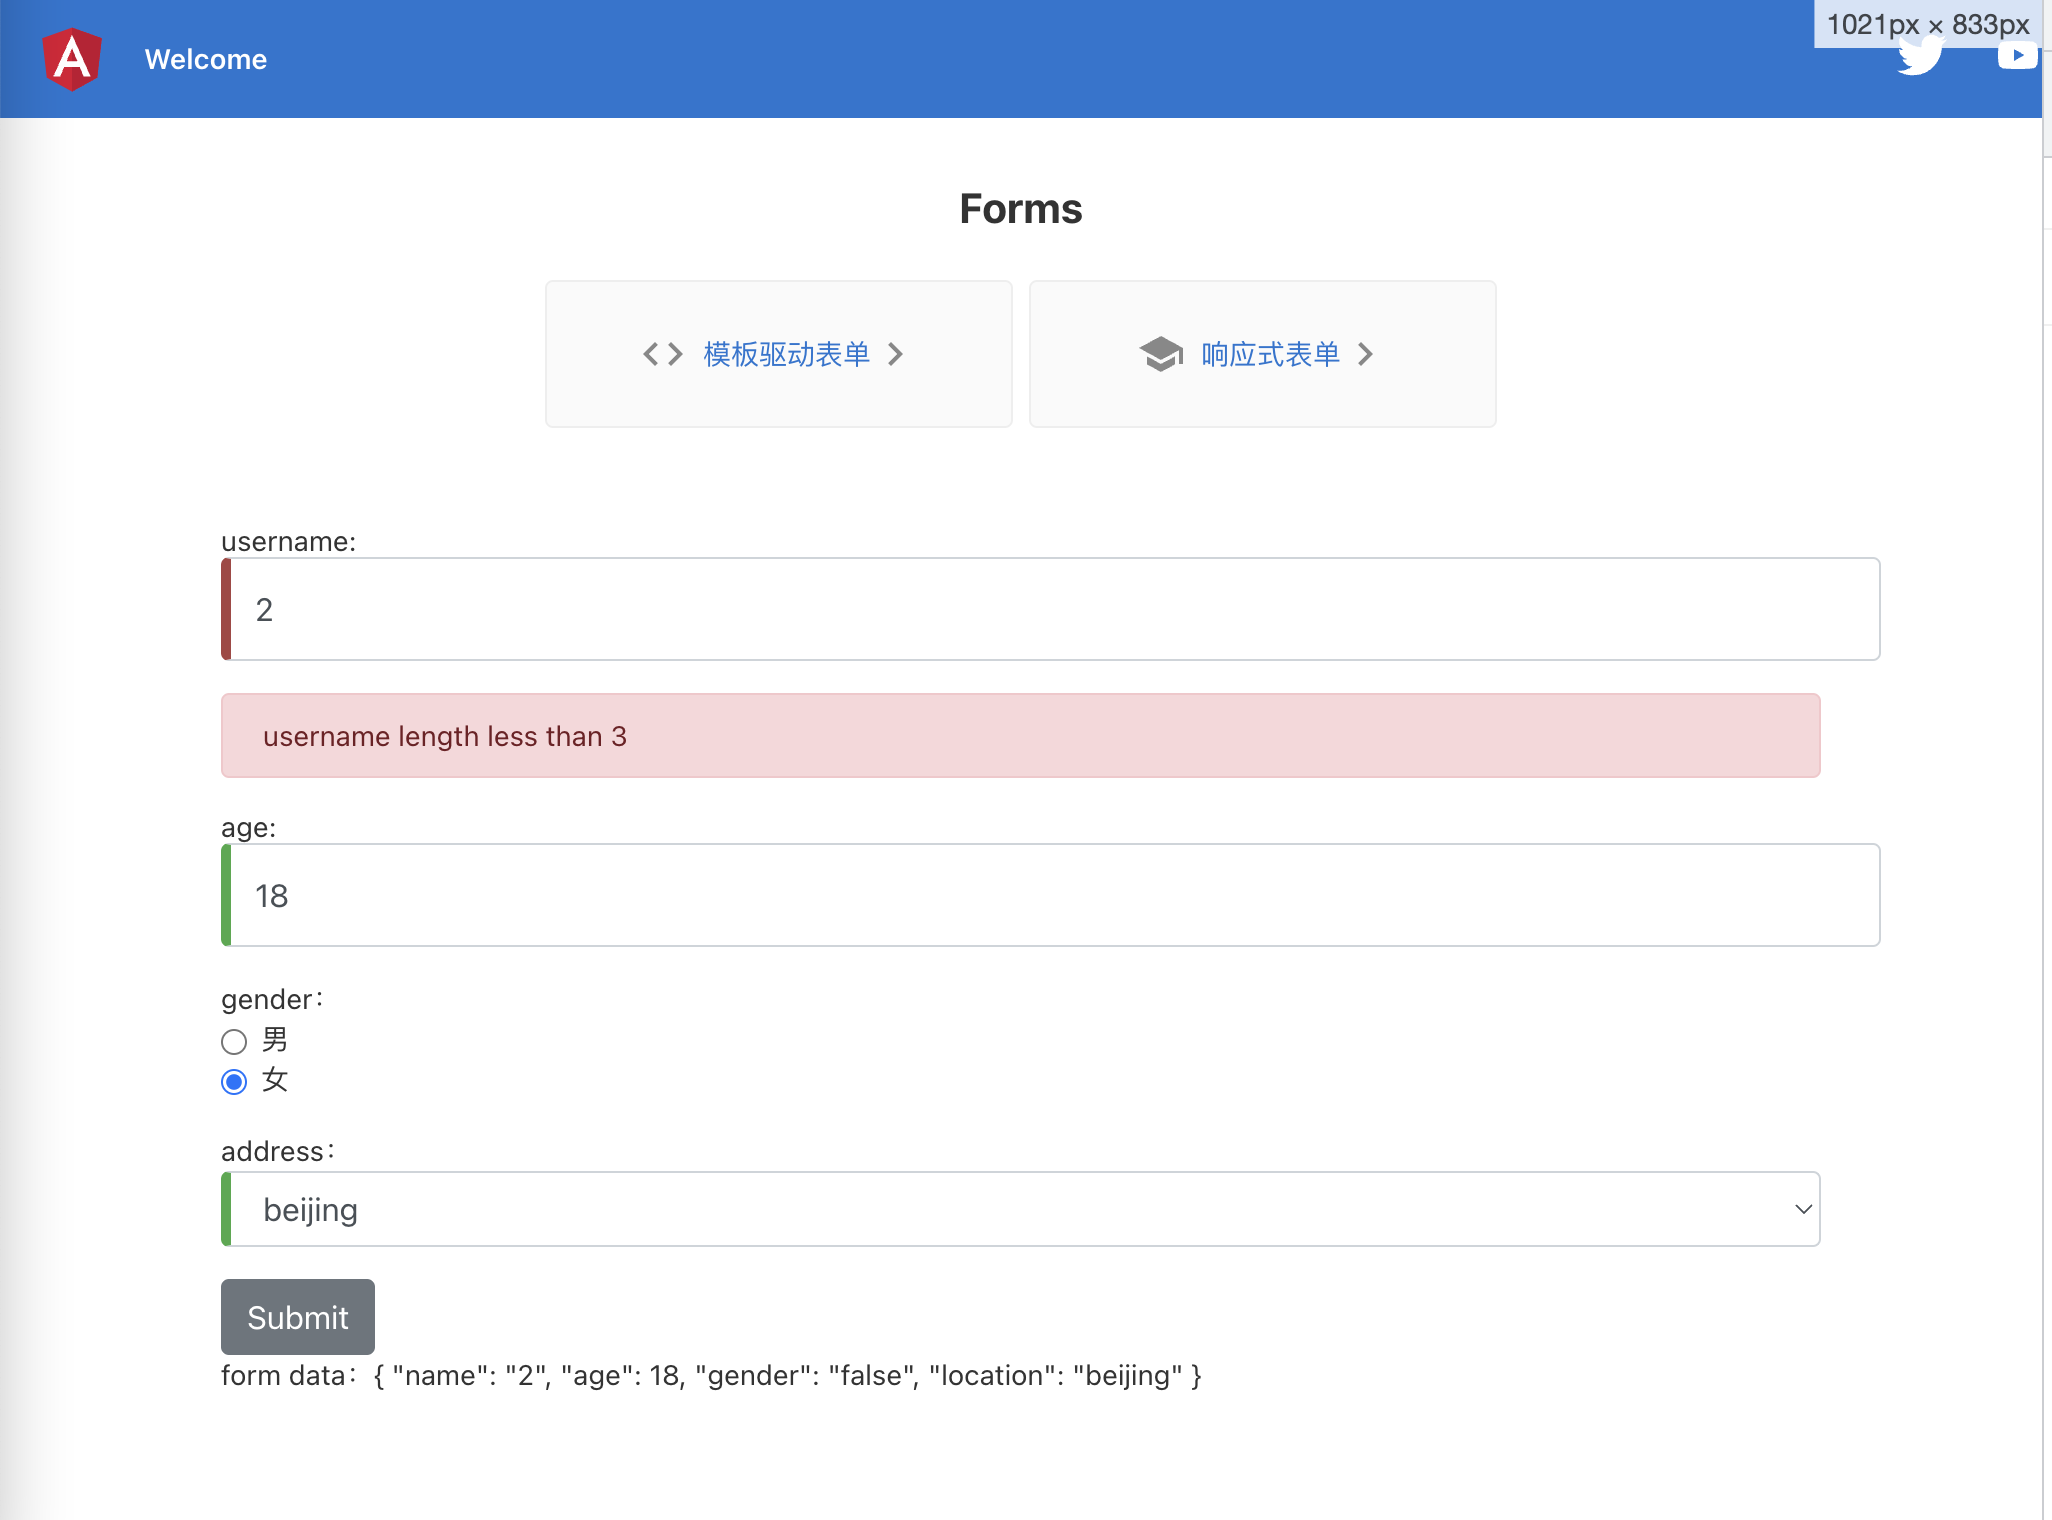 1021px × 833px
Welcome
Forms
模板驱动表单
响应式表单
username:
2
username length less than 3
age:
18
gender：
男
女
address：
beijing
Submit
form data：{ "name": "2", "age": 18, "gender": "false", "location": "beijing" }